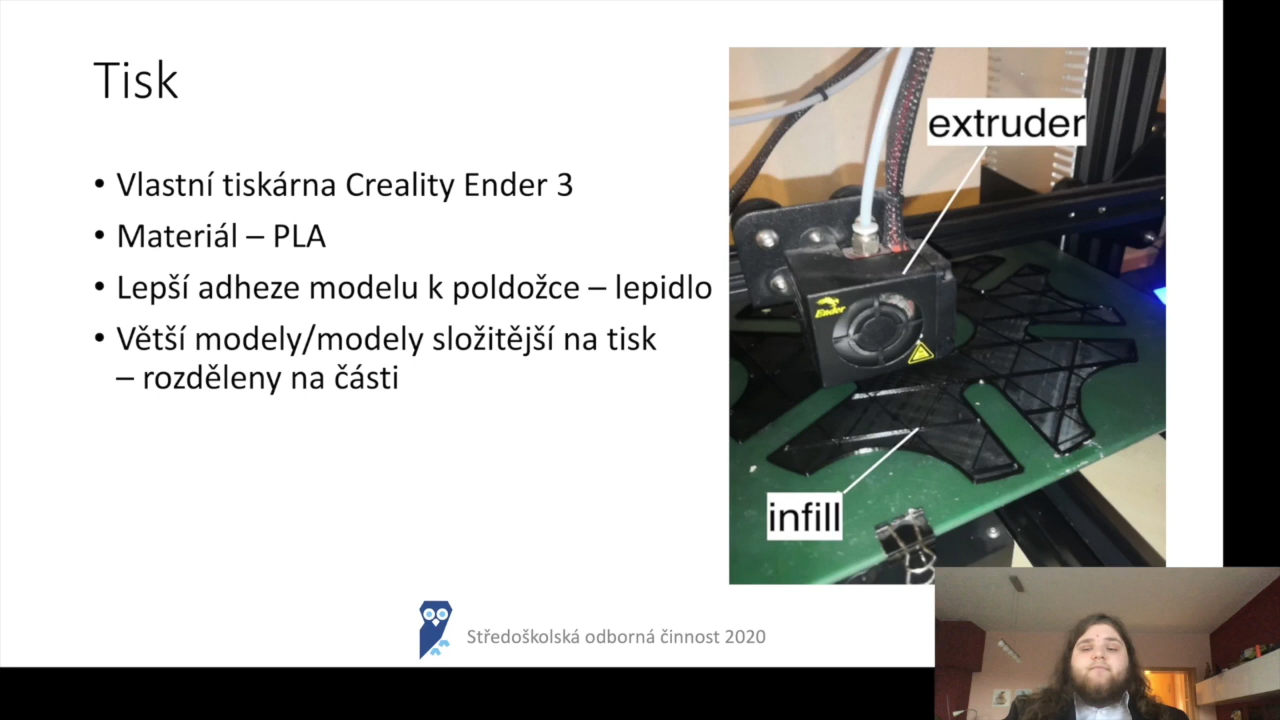 Tisk
• Vlastní tiskárna Creality Ender 3
• Materiál – PLA
• Lepší adheze modelu k poldožce – lepidlo
• Větší modely/modely složitější na tisk
– rozděleny na části
extruder
Ender
infill
Středoškolská odborná činnost 2020